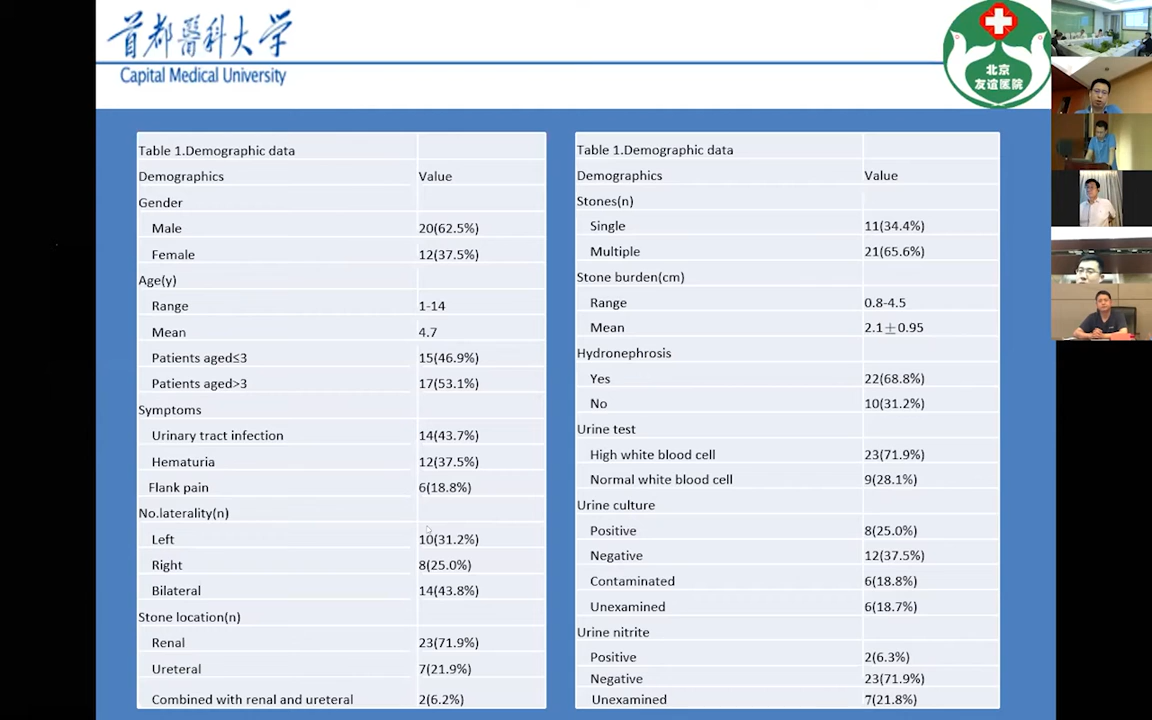 首都醫科大学
Capital Medical University
北京
友谊医院
Table 1.Demographic data
Demographics Value
Gender
Male 20(62.5%)
Female 12(37.5%)
Age(y)
Range 1-14
Mean 4.7
Patients aged≤3 15(46.9%)
Patients aged>3 17(53.1%)
Symptoms
Urinary tract infection 14(43.7%)
Hematuria 12(37.5%)
Flank pain 6(18.8%)
No.laterality(n)
Left 10(31.2%)
Right 8(25.0%)
Bilateral 14(43.8%)
Stone location(n)
Renal 23(71.9%)
Ureteral 7(21.9%)
Combined with renal and ureteral 2(6.2%)
Table 1.Demographic data
Demographics Value
Stones(n)
Single 11(34.4%)
Multiple 21(65.6%)
Stone burden(cm)
Range 0.8-4.5
Mean 2.1±0.95
Hydronephrosis
Yes 22(68.8%)
No 10(31.2%)
Urine test
High white blood cell 23(71.9%)
Normal white blood cell 9(28.1%)
Urine culture
Positive 8(25.0%)
Negative 12(37.5%)
Contaminated 6(18.8%)
Unexamined 6(18.7%)
Urine nitrite
Positive 2(6.3%)
Negative 23(71.9%)
Unexamined 7(21.8%)